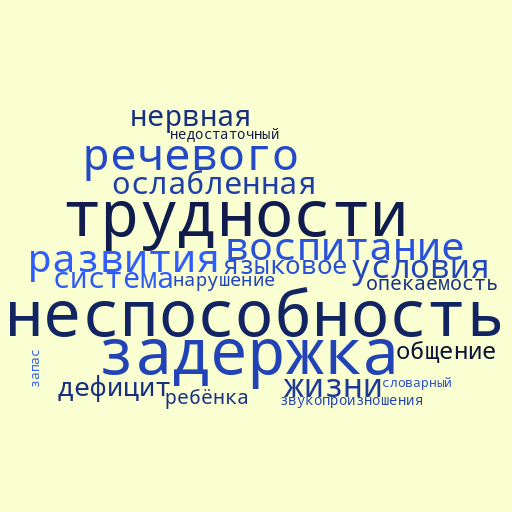 нервная
недостаточный
речевого
ослабленная
трудности
воспитание
развития
языковое
условия
система
нарушение
опекаемость
неспособность
задержка
общение
запас
дефицит
жизни
словарный
ребёнка
звукопроизношения